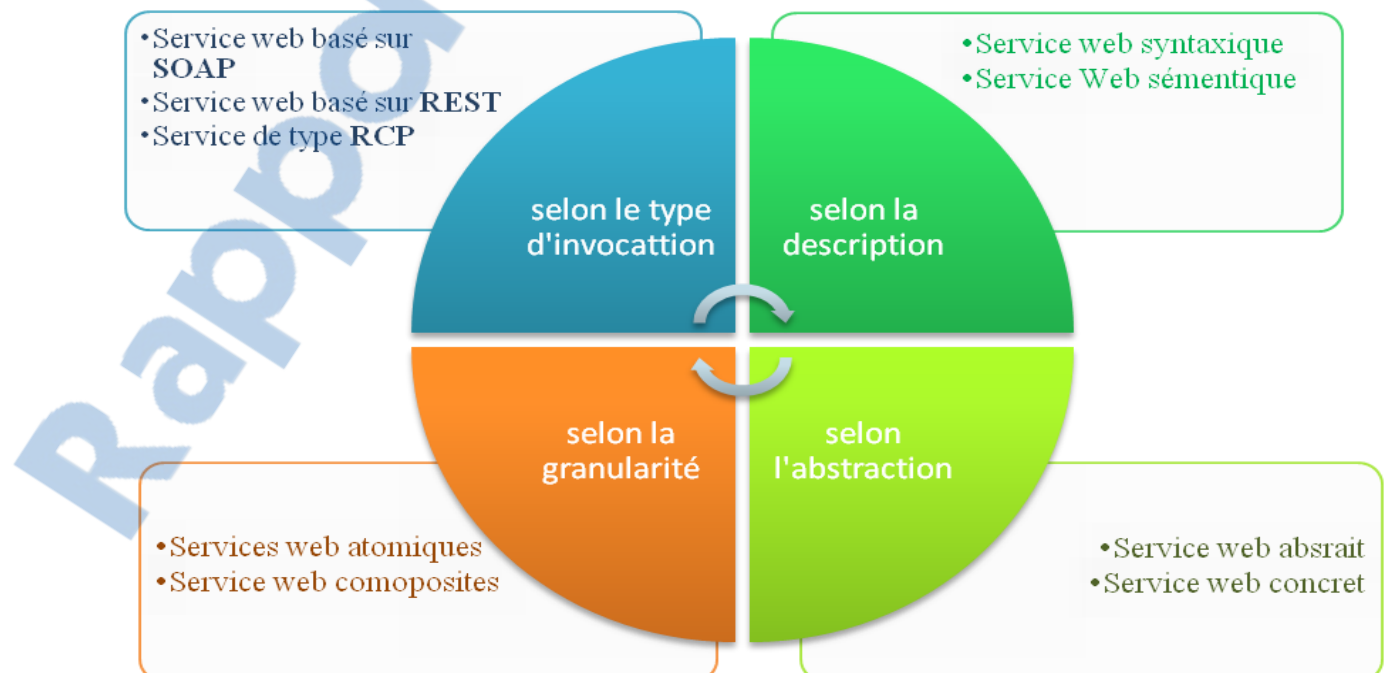 •Service web basé sur
SOAP
•Service web basé sur REST
•Service de type RCP
•Service web syntaxique
•Service Web sémentique
selon le type
d'invocattion
selon la
description
selon la
granularité
selon
l'abstraction
•Services web atomiques
•Service web comoposites
•Service web absrait
•Service web concret